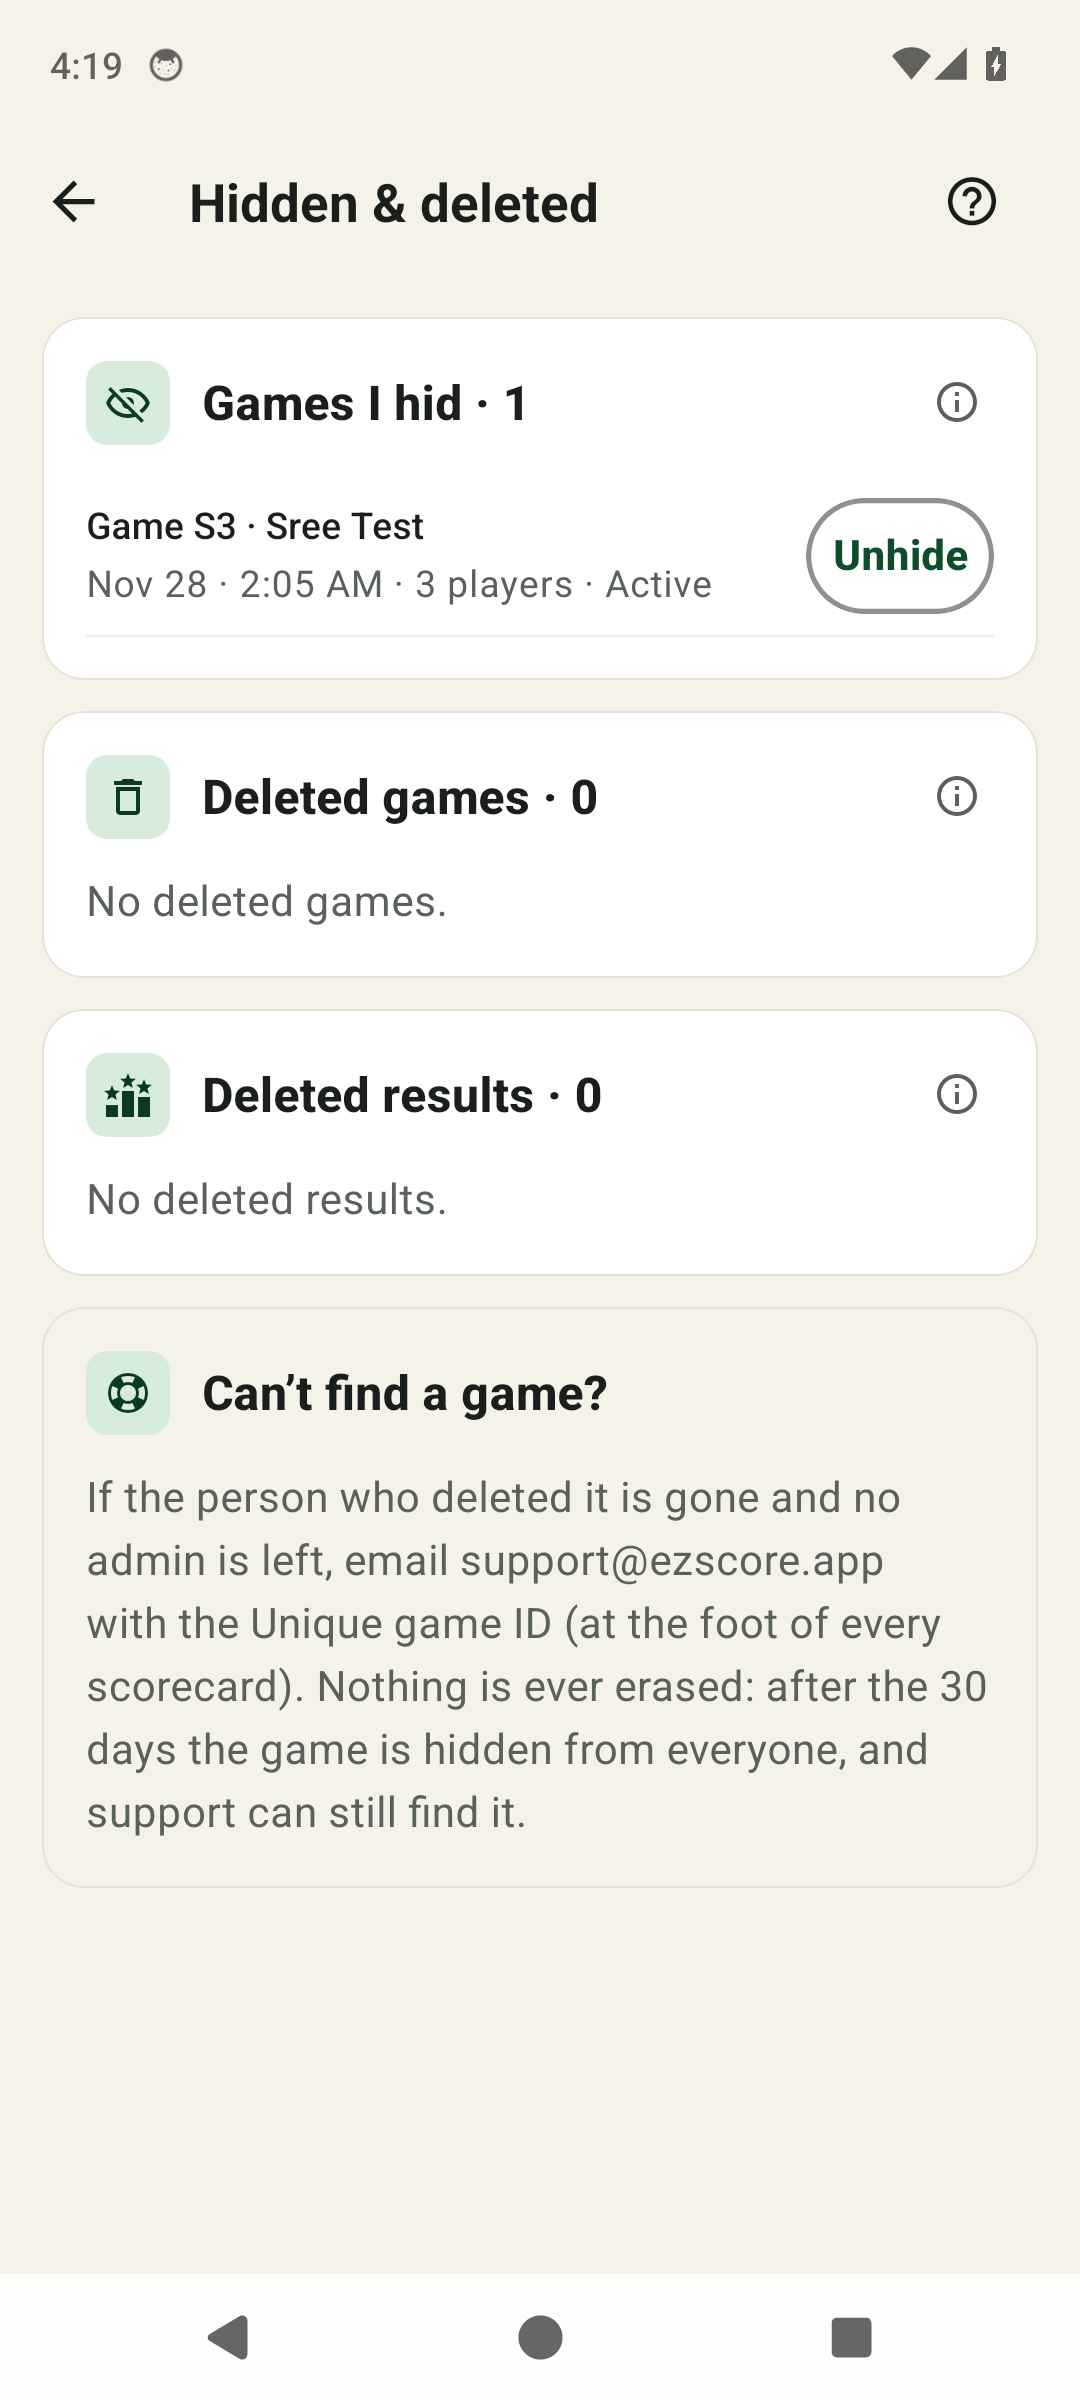 4:19
Hidden & deleted
Games I hid · 1
Game S3 · Sree Test
Nov 28 · 2:05 AM · 3 players · Active
Unhide
Deleted games · 0
No deleted games.
Deleted results · 0
No deleted results.
Can’t find a game?
If the person who deleted it is gone and no
admin is left, email support@ezscore.app
with the Unique game ID (at the foot of every
scorecard). Nothing is ever erased: after the 30
days the game is hidden from everyone, and
support can still find it.